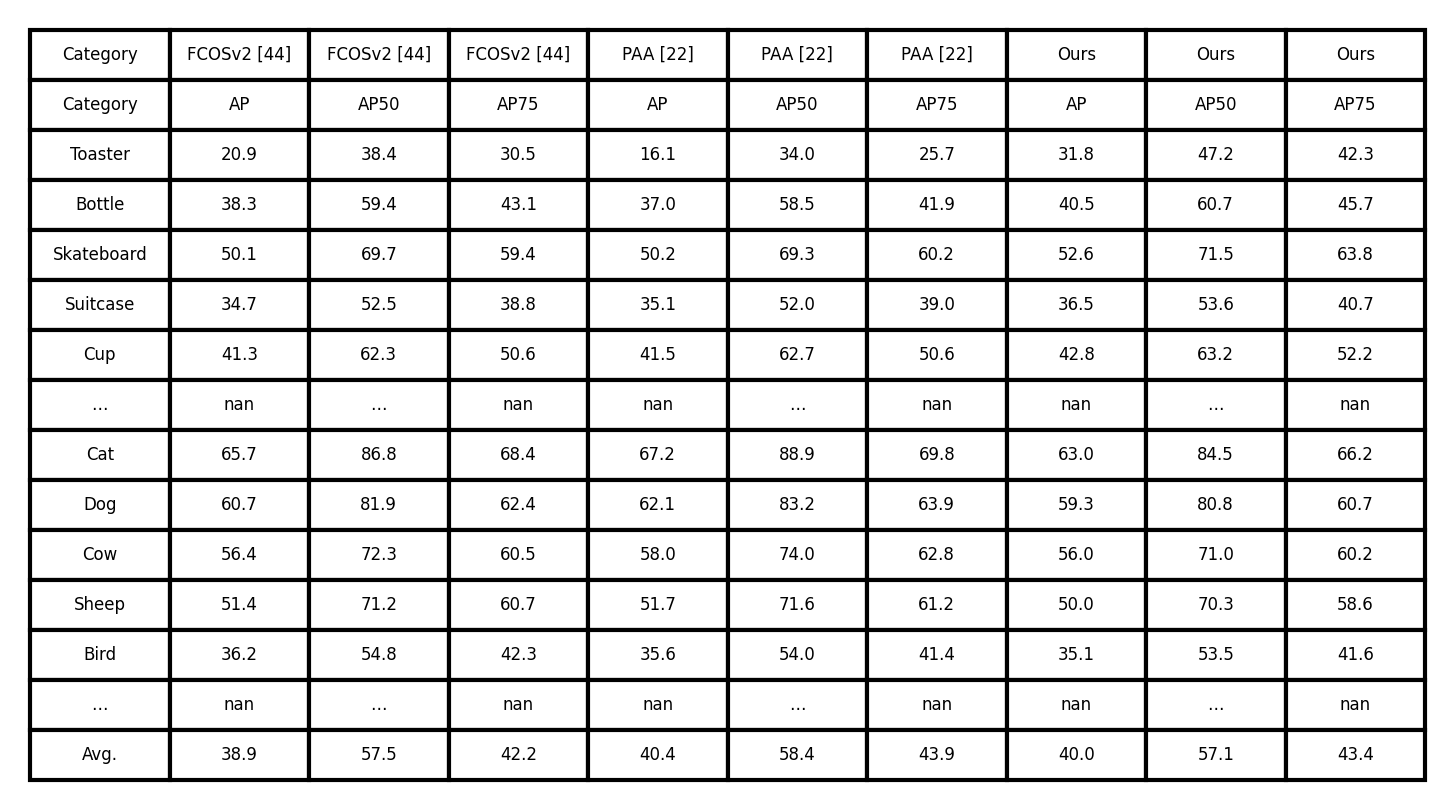 Category FCOSv2 [44] FCOSv2 [44] FCOSv2 [44] PAA [22] PAA [22] PAA [22] Ours Ours Ours
Category AP AP50 AP75 AP AP50 AP75 AP AP50 AP75
Toaster 20.9 38.4 30.5 16.1 34.0 25.7 31.8 47.2 42.3
Bottle 38.3 59.4 43.1 37.0 58.5 41.9 40.5 60.7 45.7
Skateboard 50.1 69.7 59.4 50.2 69.3 60.2 52.6 71.5 63.8
Suitcase 34.7 52.5 38.8 35.1 52.0 39.0 36.5 53.6 40.7
Cup 41.3 62.3 50.6 41.5 62.7 50.6 42.8 63.2 52.2
... nan ... nan nan ... nan nan ... nan
Cat 65.7 86.8 68.4 67.2 88.9 69.8 63.0 84.5 66.2
Dog 60.7 81.9 62.4 62.1 83.2 63.9 59.3 80.8 60.7
Cow 56.4 72.3 60.5 58.0 74.0 62.8 56.0 71.0 60.2
Sheep 51.4 71.2 60.7 51.7 71.6 61.2 50.0 70.3 58.6
Bird 36.2 54.8 42.3 35.6 54.0 41.4 35.1 53.5 41.6
... nan ... nan nan ... nan nan ... nan
Avg. 38.9 57.5 42.2 40.4 58.4 43.9 40.0 57.1 43.4